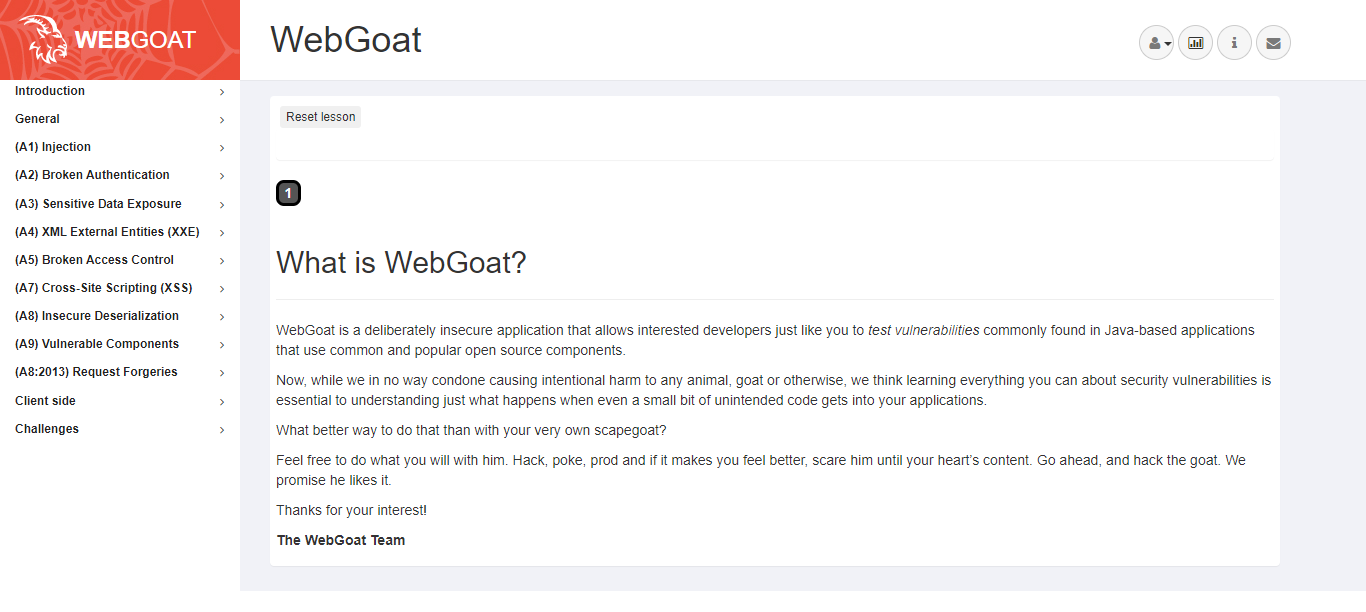 WEBGOAT
WebGoat
Introduction
General
(A1) Injection
(A2) Broken Authentication
(A3) Sensitive Data Exposure
(A4) XML External Entities (XXE)
(A5) Broken Access Control
(A7) Cross-Site Scripting (XSS)
(A8) Insecure Deserialization
(A9) Vulnerable Components
(A8:2013) Request Forgeries
Client side
Challenges
Reset lesson
1
What is WebGoat?
WebGoat is a deliberately insecure application that allows interested developers just like you to test vulnerabilities commonly found in Java-based applications
that use common and popular open source components.
Now, while we in no way condone causing intentional harm to any animal, goat or otherwise, we think learning everything you can about security vulnerabilities is
essential to understanding just what happens when even a small bit of unintended code gets into your applications.
What better way to do that than with your very own scapegoat?
Feel free to do what you will with him. Hack, poke, prod and if it makes you feel better, scare him until your heart’s content. Go ahead, and hack the goat. We
promise he likes it.
Thanks for your interest!
The WebGoat Team